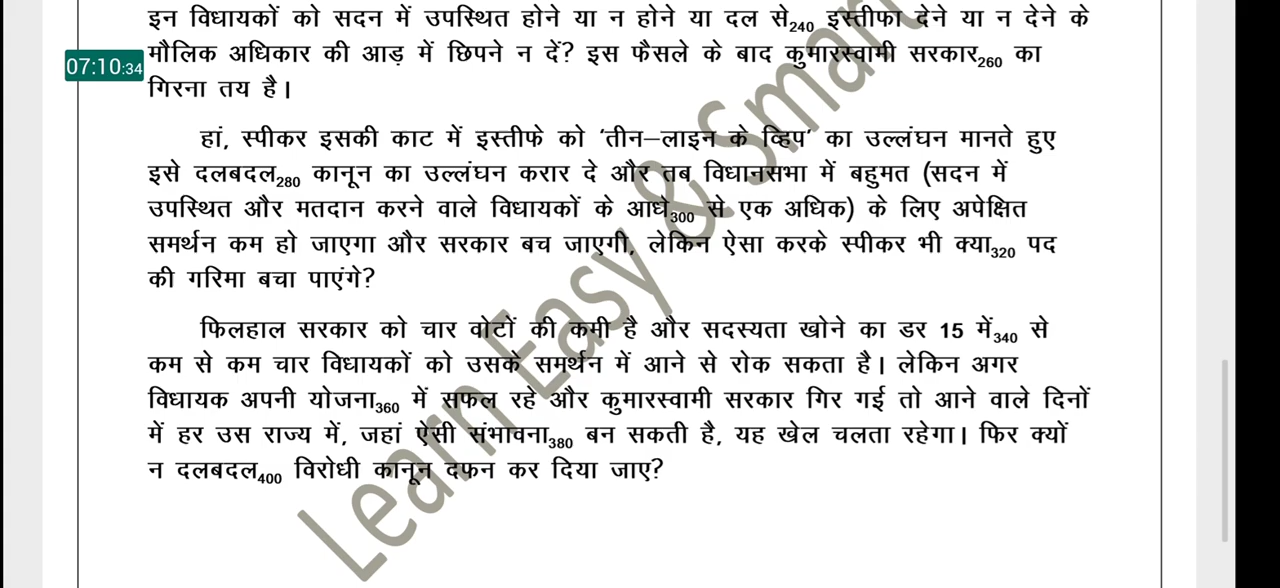 इन विधायकों को सदन में उपस्थित होने या न होने या दल से240 इस्तीफा देने या न देने के
07:10:34
मौलिक अधिकार की आड़ में छिपने न दें? इस फैसले के बाद कुमारस्वामी सरकार260 का
गिरना तय है।
हां, स्पीकर इसकी काट में इस्तीफे को 'तीन–लाइन के व्हिप' का उल्लंघन मानते हुए
इसे दलबदल280 कानून का उल्लंघन करार दे और तब विधानसभा में बहुमत (सदन में
उपस्थित और मतदान करने वाले विधायकों के आधे300 से एक अधिक) के लिए अपेक्षित
समर्थन कम हो जाएगा और सरकार बच जाएगी, लेकिन ऐसा करके स्पीकर भी क्या320 पद
की गरिमा बचा पाएंगे?
फिलहाल सरकार को चार वोटों की कमी है और सदस्यता खोने का डर 15 में340 से
कम से कम चार विधायकों को उसके समर्थन में आने से रोक सकता है। लेकिन अगर
विधायक अपनी योजना360 में सफल रहे और कुमारस्वामी सरकार गिर गई तो आने वाले दिनों
में हर उस राज्य में, जहां ऐसी संभावना380 बन सकती है, यह खेल चलता रहेगा। फिर क्यों
न दलबदल400 विरोधी कानून दफन कर दिया जाए?
Learn Easy & Smart